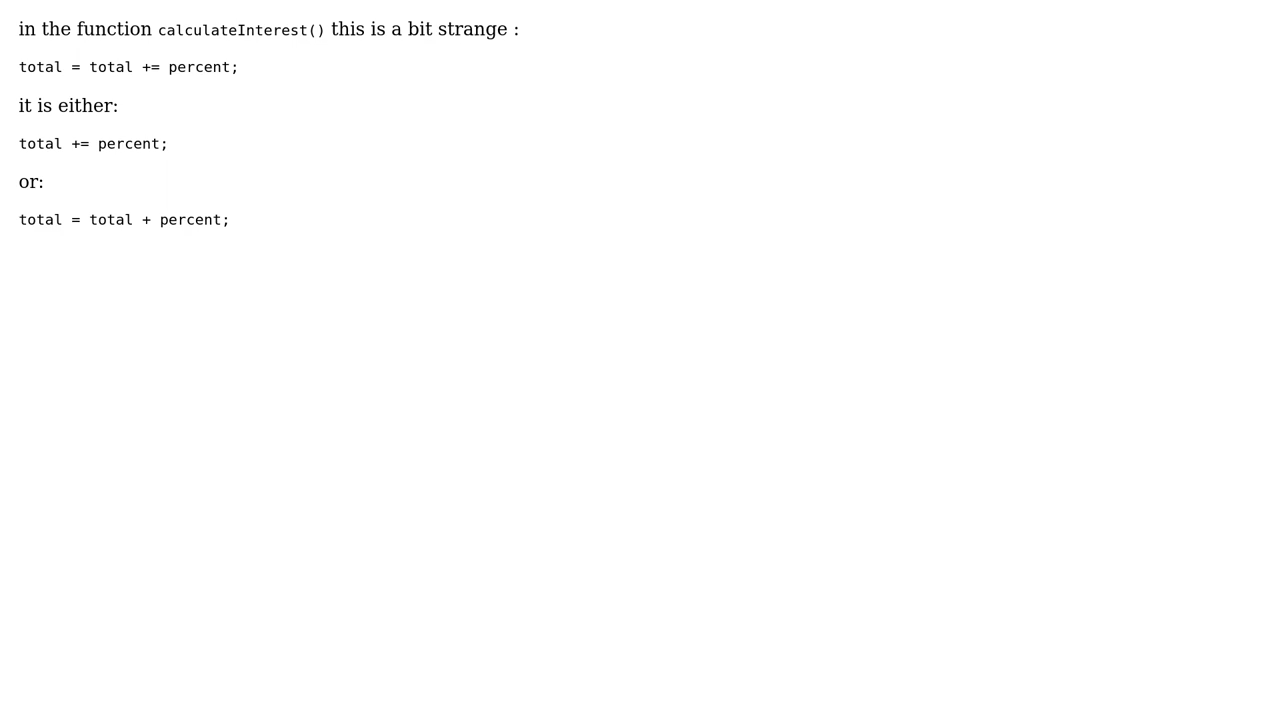 in the function calculateInterest() this is a bit strange :
total = total += percent;
it is either:
total += percent;
or:
total = total + percent;